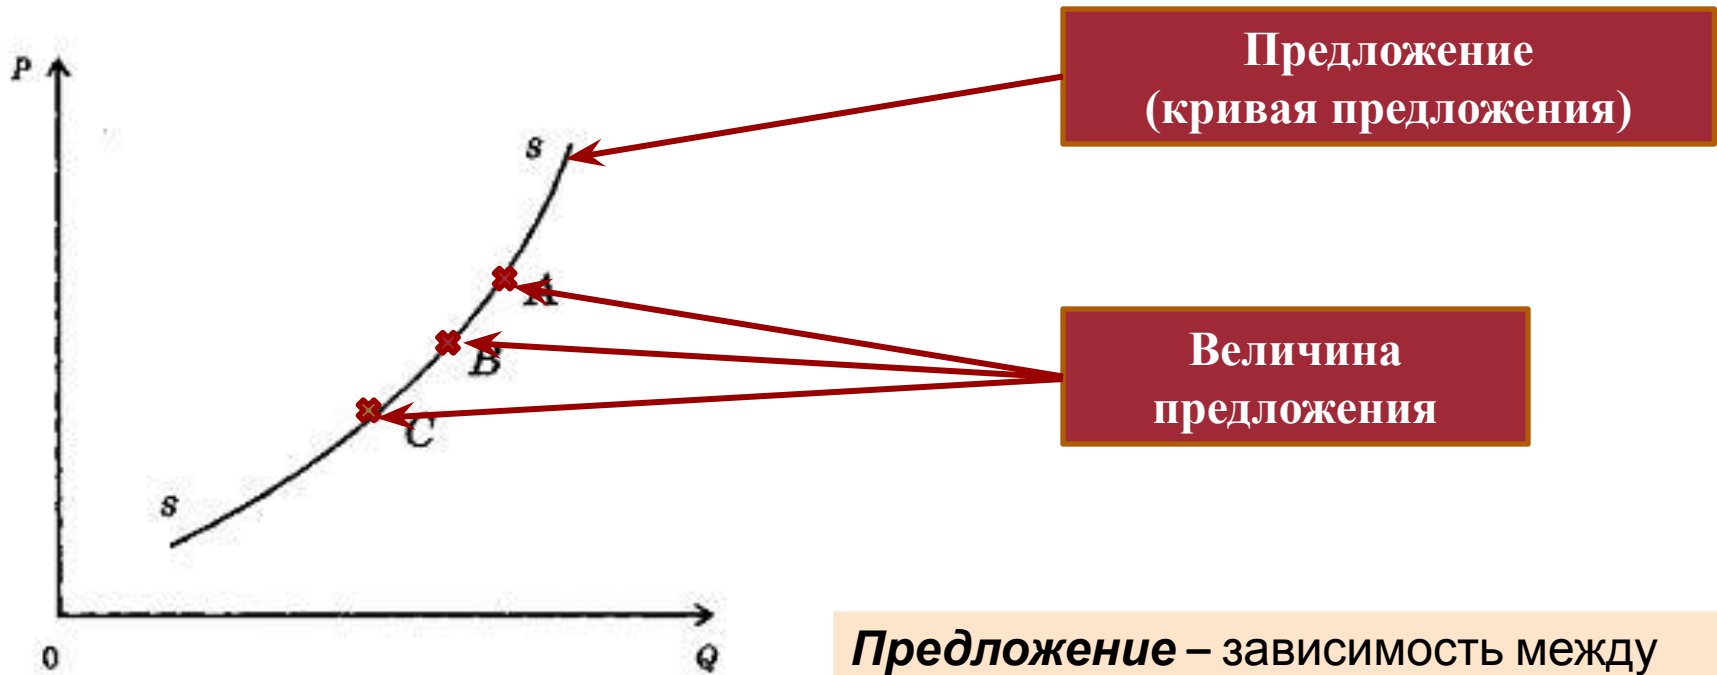 P
Предложение
(кривая предложения)
s
A
B
Величина
предложения
C
s
0
Q
Предложение – зависимость между